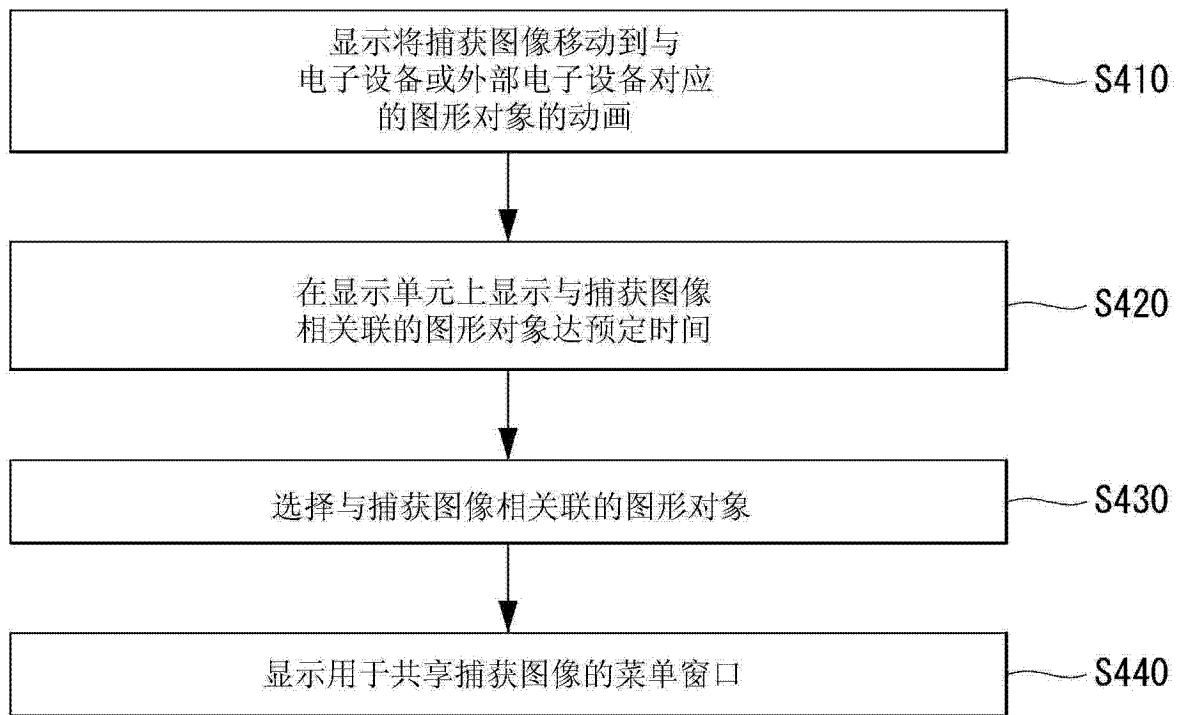 显示将捕获图像移动到与
电子设备或外部电子设备对应
的图形对象的动画
S410
在显示单元上显示与捕获图像
相关联的图形对象达预定时间
S420
选择与捕获图像相关联的图形对象
S430
显示用于共享捕获图像的菜单窗口
S440